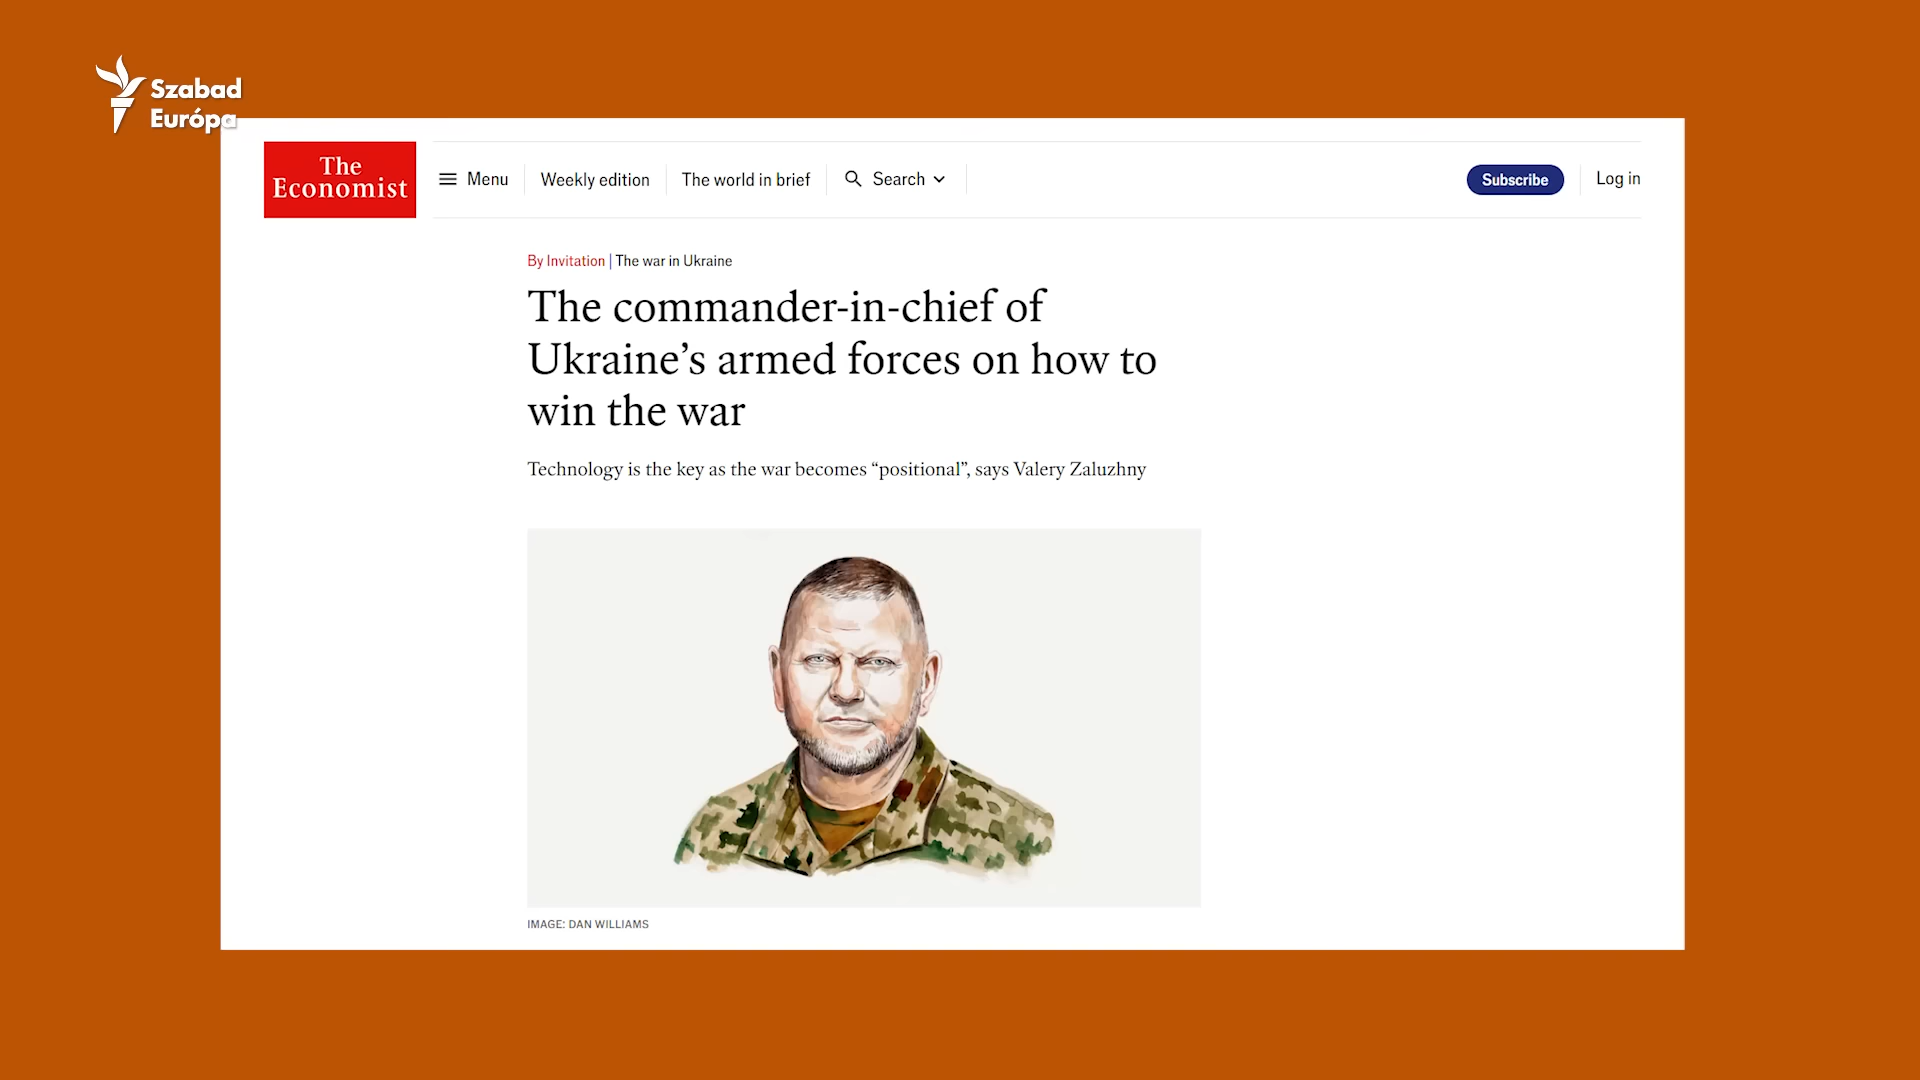 Szabad
Európa
The
Economist
Menu
Weekly edition
The world in brief
Search
Subscribe
Log in
By Invitation | The war in Ukraine
The commander-in-chief of
Ukraine’s armed forces on how to
win the war
Technology is the key as the war becomes “positional”, says Valery Zaluzhny
IMAGE: DAN WILLIAMS